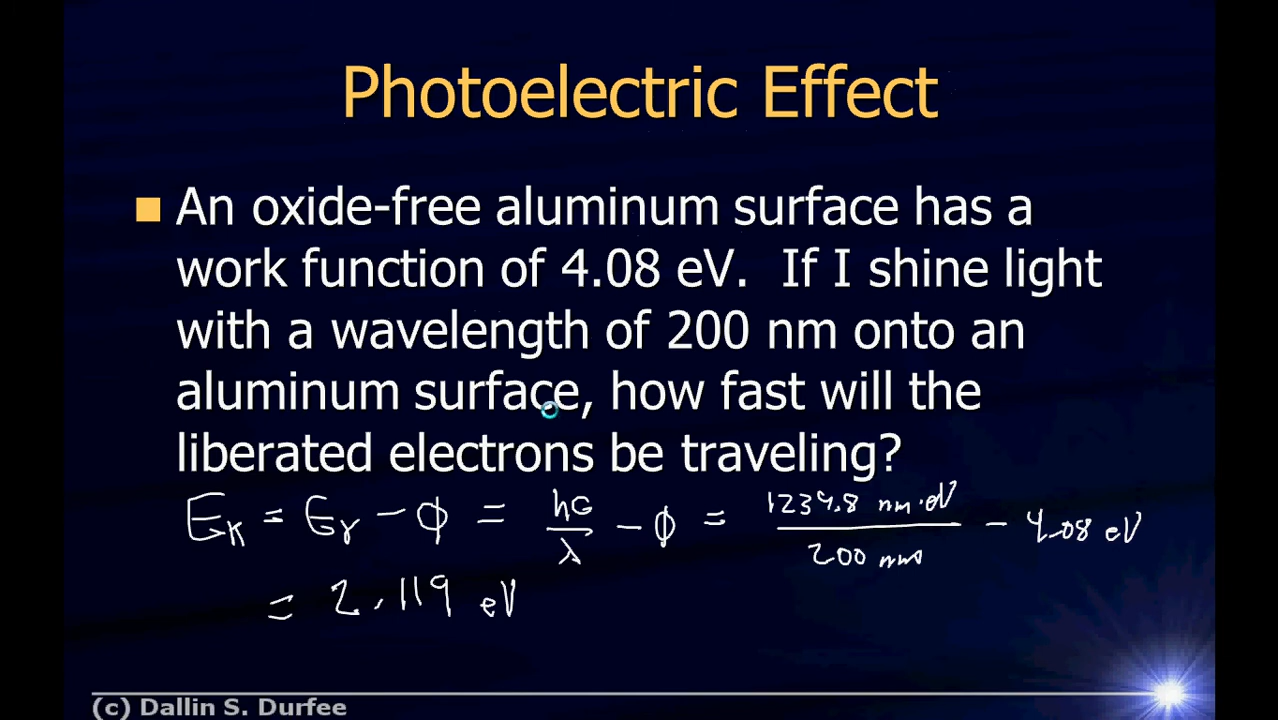 Photoelectric Effect
An oxide-free aluminum surface has a
work function of 4.08 eV. If I shine light
with a wavelength of 200 nm onto an
aluminum surface, how fast will the
liberated electrons be traveling?
E_K = E_γ − ϕ = hc/λ − ϕ = 1239.8 nm·eV / 200 nm − 4.08 eV
= 2.119 eV
(c) Dallin S. Durfee